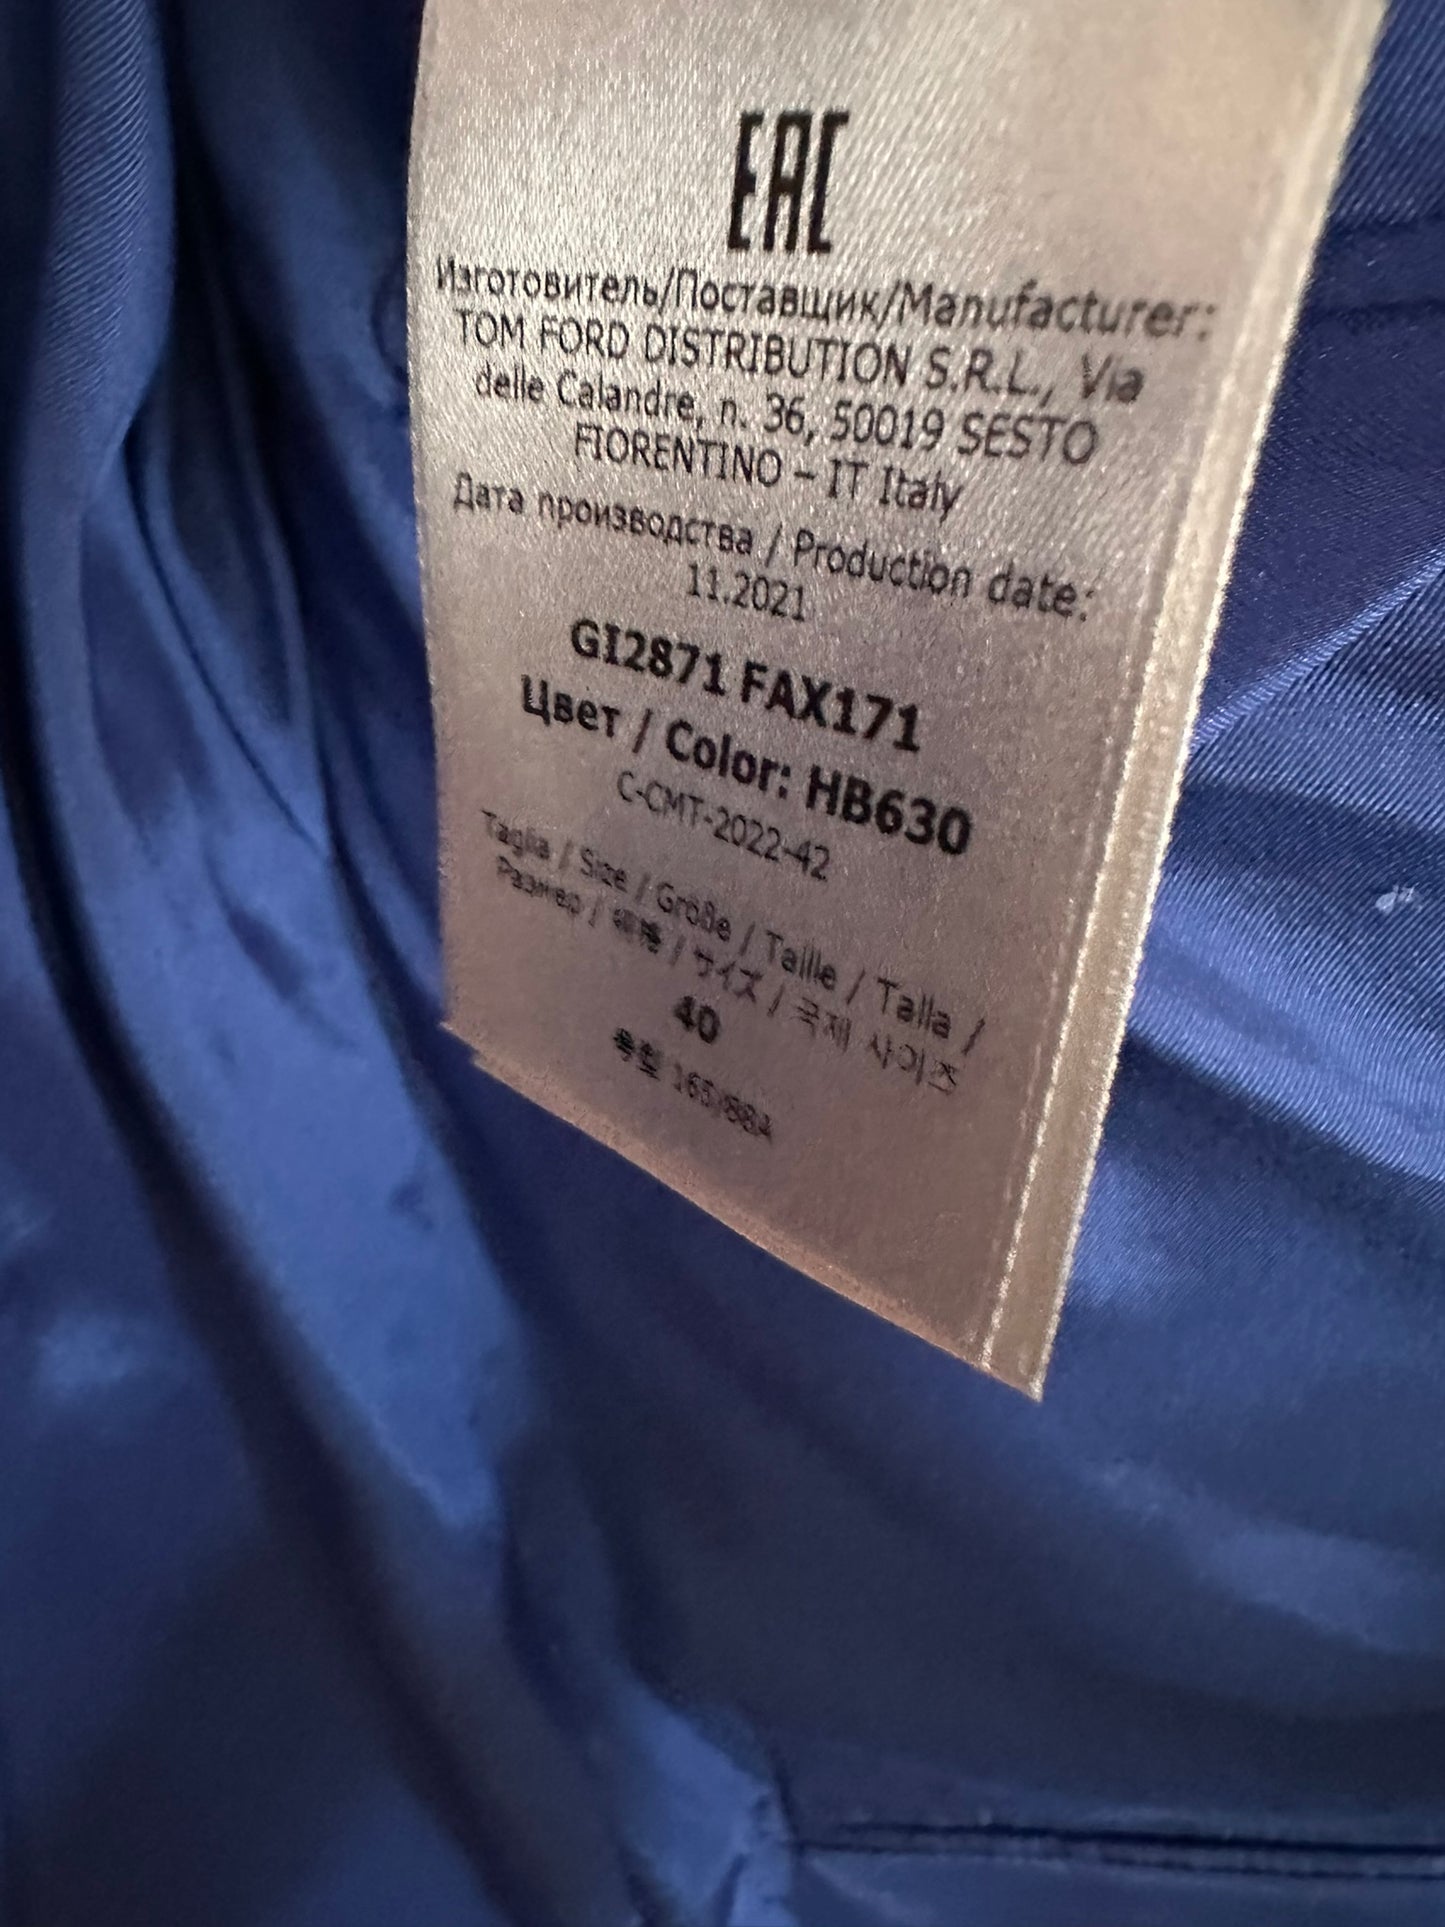 EAC
Изготовитель/Поставщик/Manufacturer:
TOM FORD DISTRIBUTION S.R.L., Via
delle Calandre, n. 36, 50019 SESTO
FIORENTINO – IT Italy
Дата производства / Production date:
11.2021
GI2871 FAX171
Цвет / Color: HB630
C-CMT-2022-42
Taglia / Size / Größe / Taille / Talla /
Размер / / サイズ / 국제 사이즈
40
165/88A